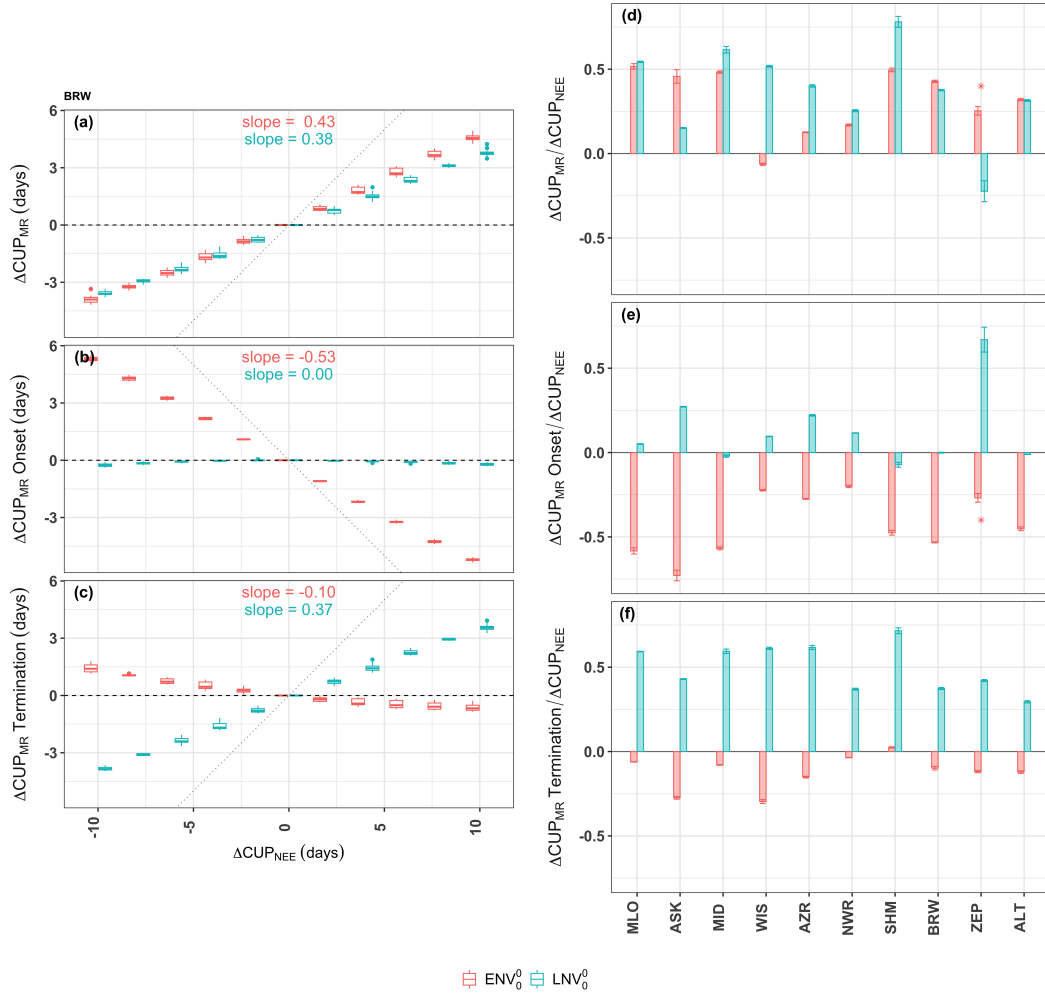 BRW
(a)
slope = 0.43
slope = 0.38
6
3
0
-3
ΔCUP_MR (days)
(b)
slope = -0.53
slope = 0.00
6
3
0
-3
ΔCUP_MR Onset (days)
(c)
slope = -0.10
slope = 0.37
6
3
0
-3
ΔCUP_MR Termination (days)
-10 -5 0 5 10
ΔCUP_NEE (days)
(d)
0.5
0.0
-0.5
ΔCUP_MR/ΔCUP_NEE
(e)
0.5
0.0
-0.5
ΔCUP_MR Onset/ΔCUP_NEE
(f)
0.5
0.0
-0.5
ΔCUP_MR Termination/ΔCUP_NEE
MLO ASK MID WIS AZR NWR SHM BRW ZEP ALT
ENV₀⁰ LNV₀⁰